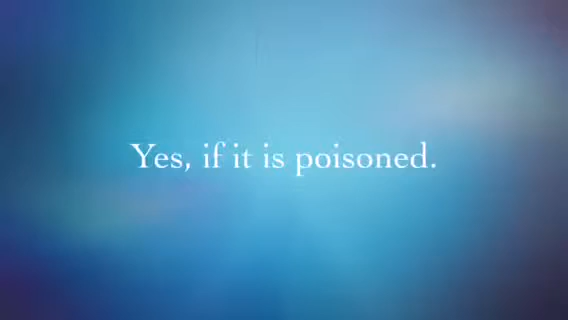 Yes, if it is poisoned.